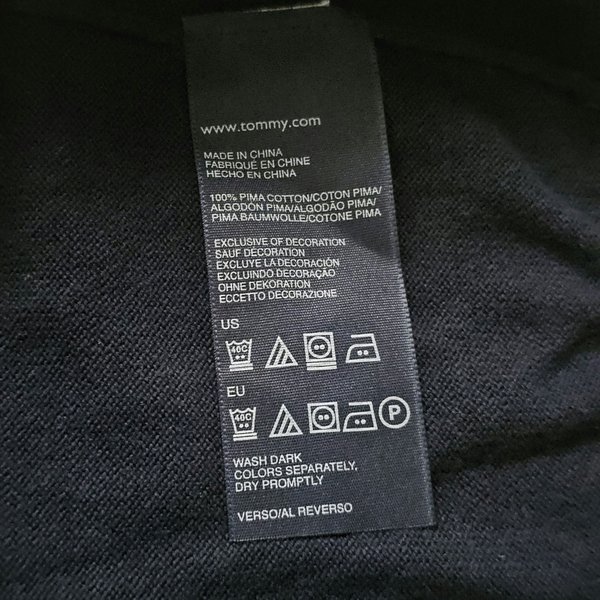 www.tommy.com
MADE IN CHINA
FABRIQUÉ EN CHINE
HECHO EN CHINA
100% PIMA COTTON/COTON PIMA/
ALGODON PIMA/ALGODÃO PIMA/
PIMA BAUMWOLLE/COTONE PIMA
EXCLUSIVE OF DECORATION
SAUF DÉCORATION
EXCLUYE LA DECORACIÓN
EXCLUINDO DECORAÇÃO
OHNE DEKORATION
ECCETTO DECORAZIONE
US
40C
EU
40C P
WASH DARK
COLORS SEPARATELY,
DRY PROMPTLY
VERSO/AL REVERSO